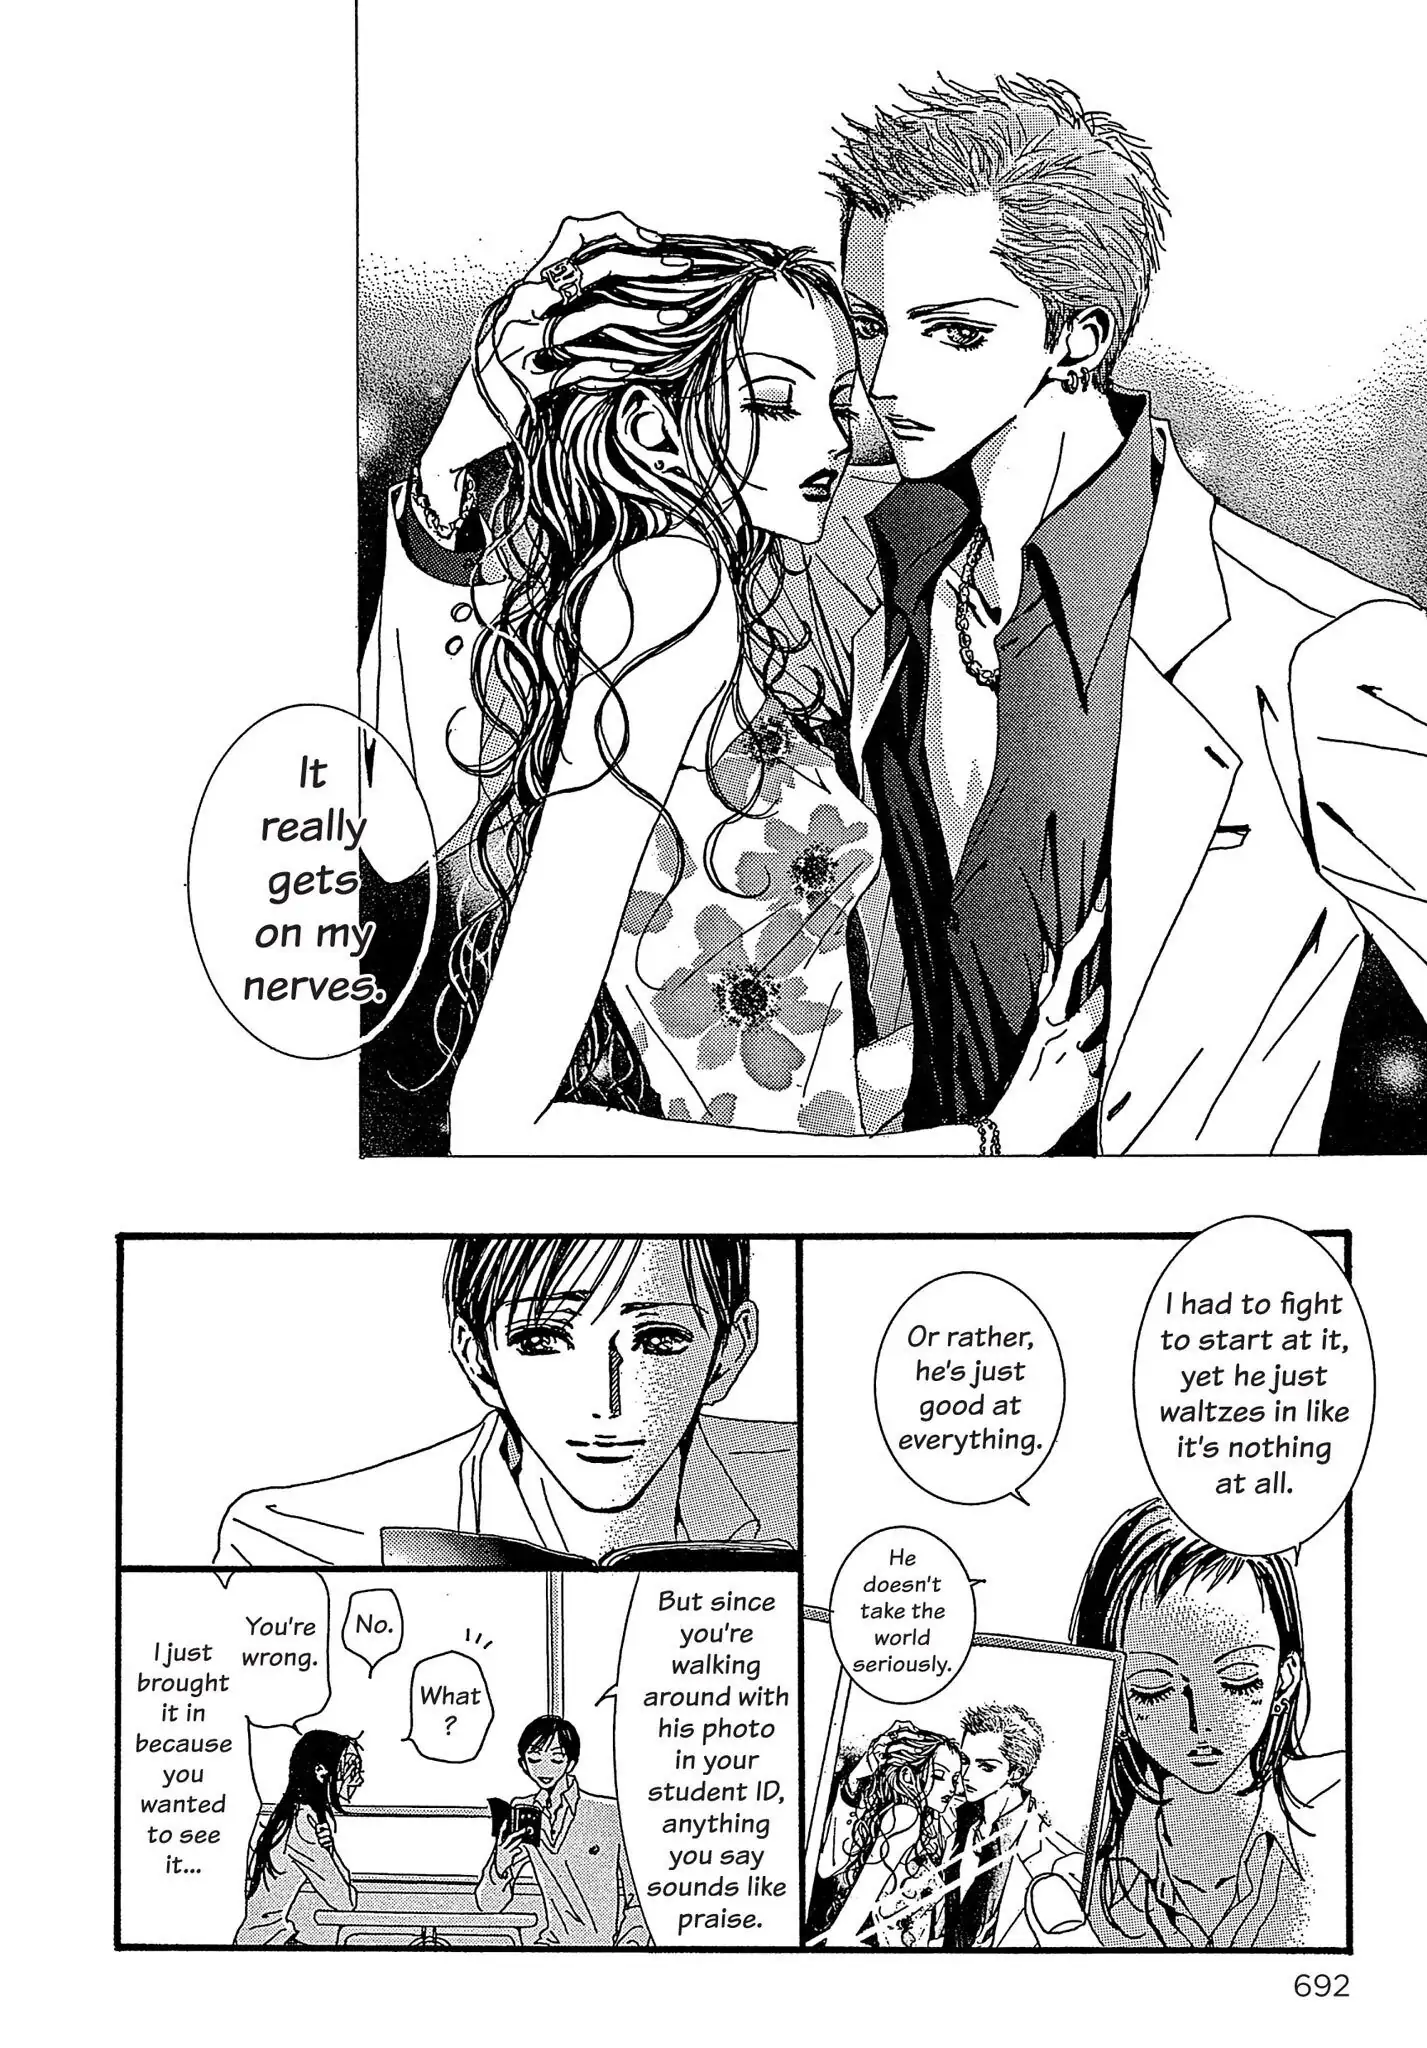 It
really
gets
on my
nerves.
I had to fight
to start at it,
yet he just
waltzes in like
it's nothing
at all.
Or rather,
he's just
good at
everything.
He
doesn't
take the
world
seriously.
But since
you're
walking
around with
his photo
in your
student ID,
anything
you say
sounds like
praise.
What
?
No.
You're
wrong.
I just
brought
it in
because
you
wanted
to see
it...
692